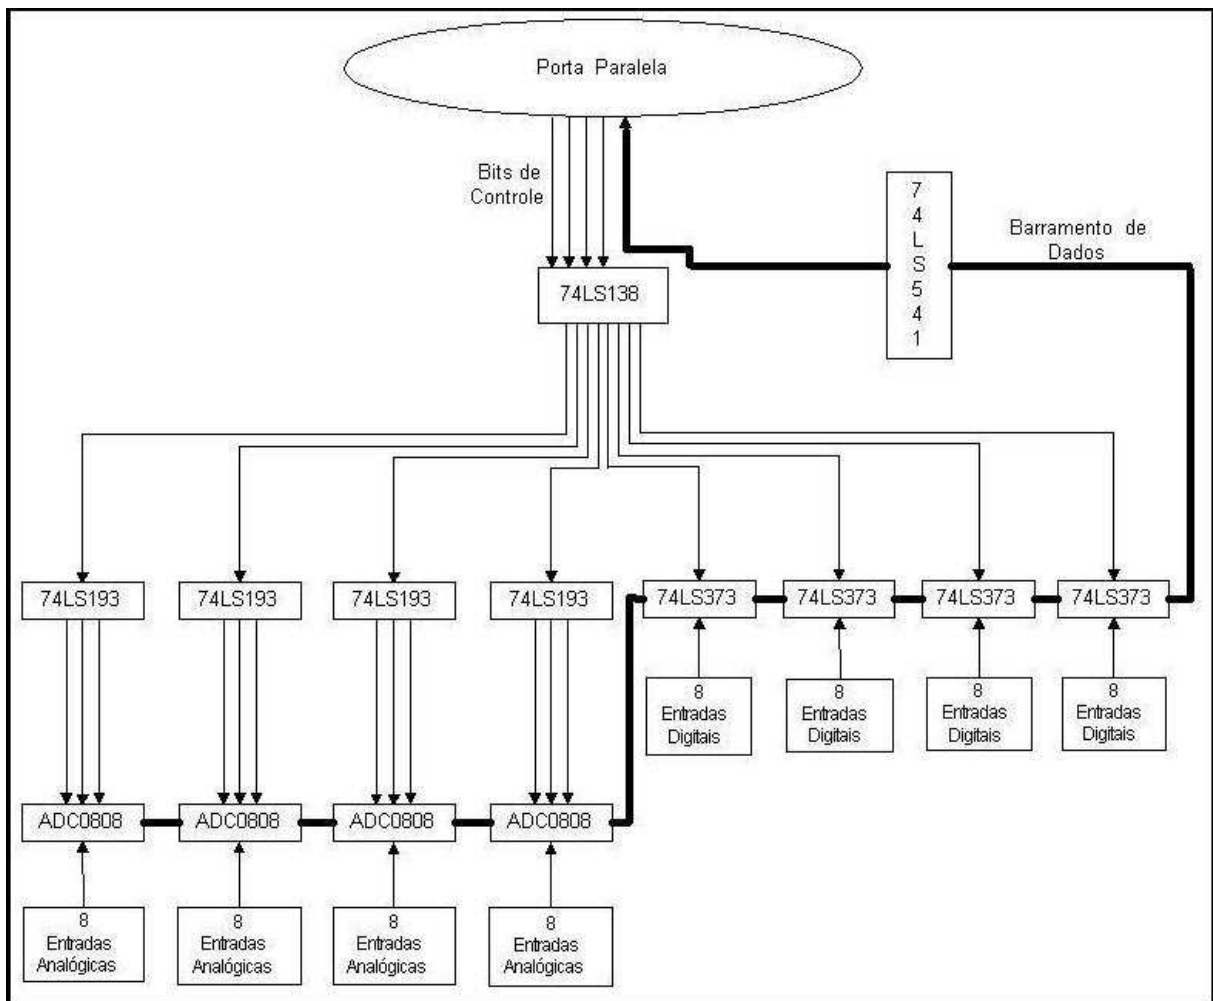 Porta Paralela
Bits de
Controle
7
4
L
S
5
4
1
Barramento de
Dados
74LS138
74LS193
74LS193
74LS193
74LS193
74LS373
74LS373
74LS373
74LS373
8
Entradas
Digitais
8
Entradas
Digitais
8
Entradas
Digitais
8
Entradas
Digitais
ADC0808
ADC0808
ADC0808
ADC0808
8
Entradas
Analógicas
8
Entradas
Analógicas
8
Entradas
Analógicas
8
Entradas
Analógicas